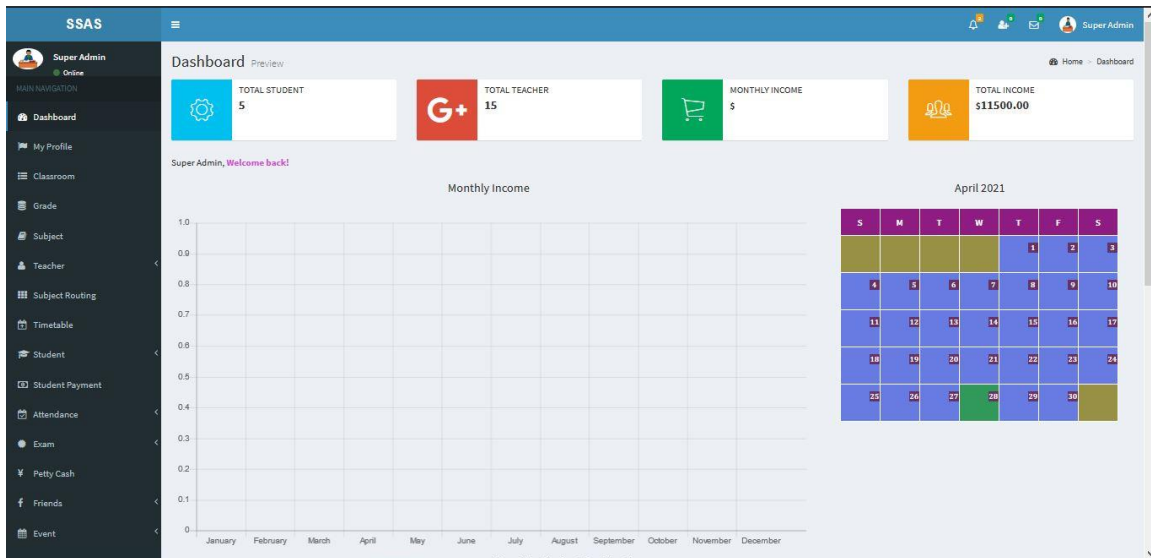 SSAS
Super Admin
Super Admin
Online
MAIN NAVIGATION
Dashboard
My Profile
Classroom
Grade
Subject
Teacher
Subject Routing
Timetable
Student
Student Payment
Attendance
Exam
Petty Cash
Friends
Event
Dashboard Preview
Home > Dashboard
TOTAL STUDENT
5
G+
TOTAL TEACHER
15
MONTHLY INCOME
$
TOTAL INCOME
$11500.00
Super Admin, Welcome back!
Monthly Income
1.0
0.9
0.8
0.7
0.6
0.5
0.4
0.3
0.2
0.1
0
January February March April May June July August September October November December
April 2021
S M T W T F S
1 2 3
4 5 6 7 8 9 10
11 12 13 14 15 16 17
18 19 20 21 22 23 24
25 26 27 28 29 30